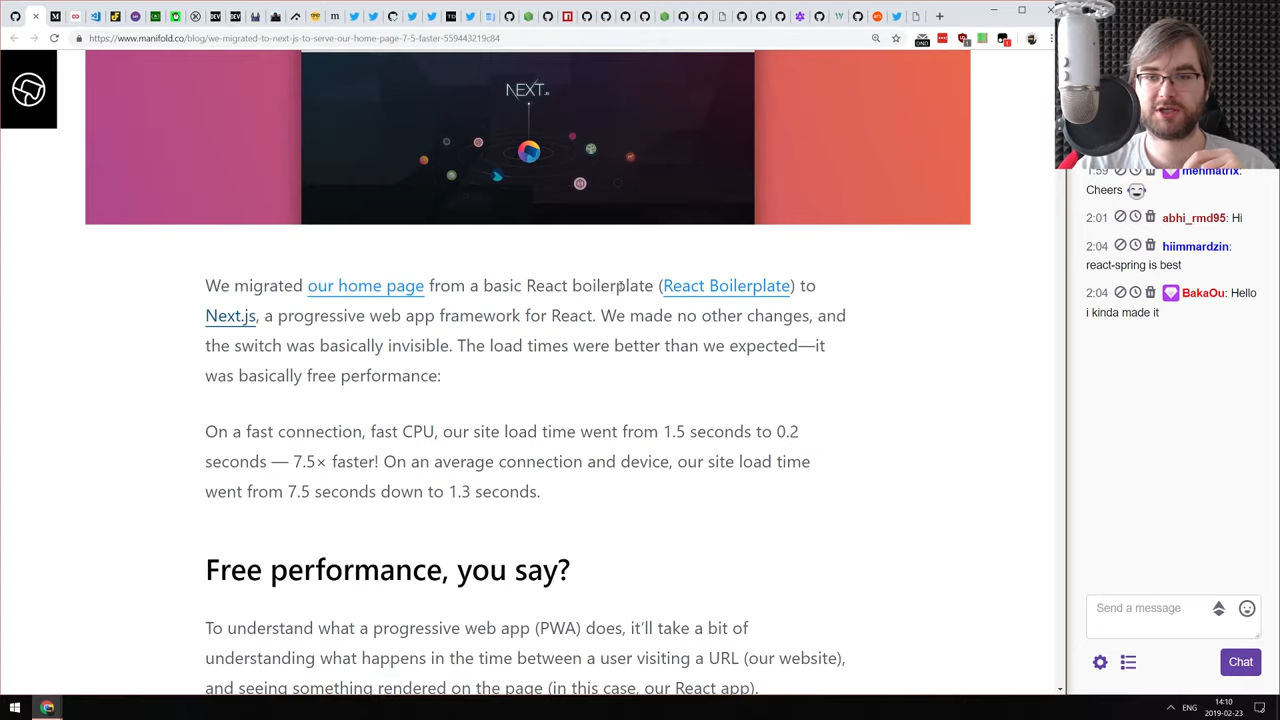 https://www.manifold.co/blog/we-migrated-to-next-js-to-serve-our-home-page-7-5-faster-559443219c84
NEXT.js
We migrated our home page from a basic React boilerplate (React Boilerplate) to
Next.js, a progressive web app framework for React. We made no other changes, and
the switch was basically invisible. The load times were better than we expected—it
was basically free performance:
On a fast connection, fast CPU, our site load time went from 1.5 seconds to 0.2
seconds — 7.5× faster! On an average connection and device, our site load time
went from 7.5 seconds down to 1.3 seconds.
Free performance, you say?
To understand what a progressive web app (PWA) does, it'll take a bit of
understanding what happens in the time between a user visiting a URL (our website),
and seeing something rendered on the page (in this case, our React app).
1:59 mehmatrix:
Cheers
2:01 abhi_rmd95: Hi
2:04 hiimmardzin:
react-spring is best
2:04 BakaOu: Hello
i kinda made it
Send a message
Chat
ENG
14:10
2019-02-23